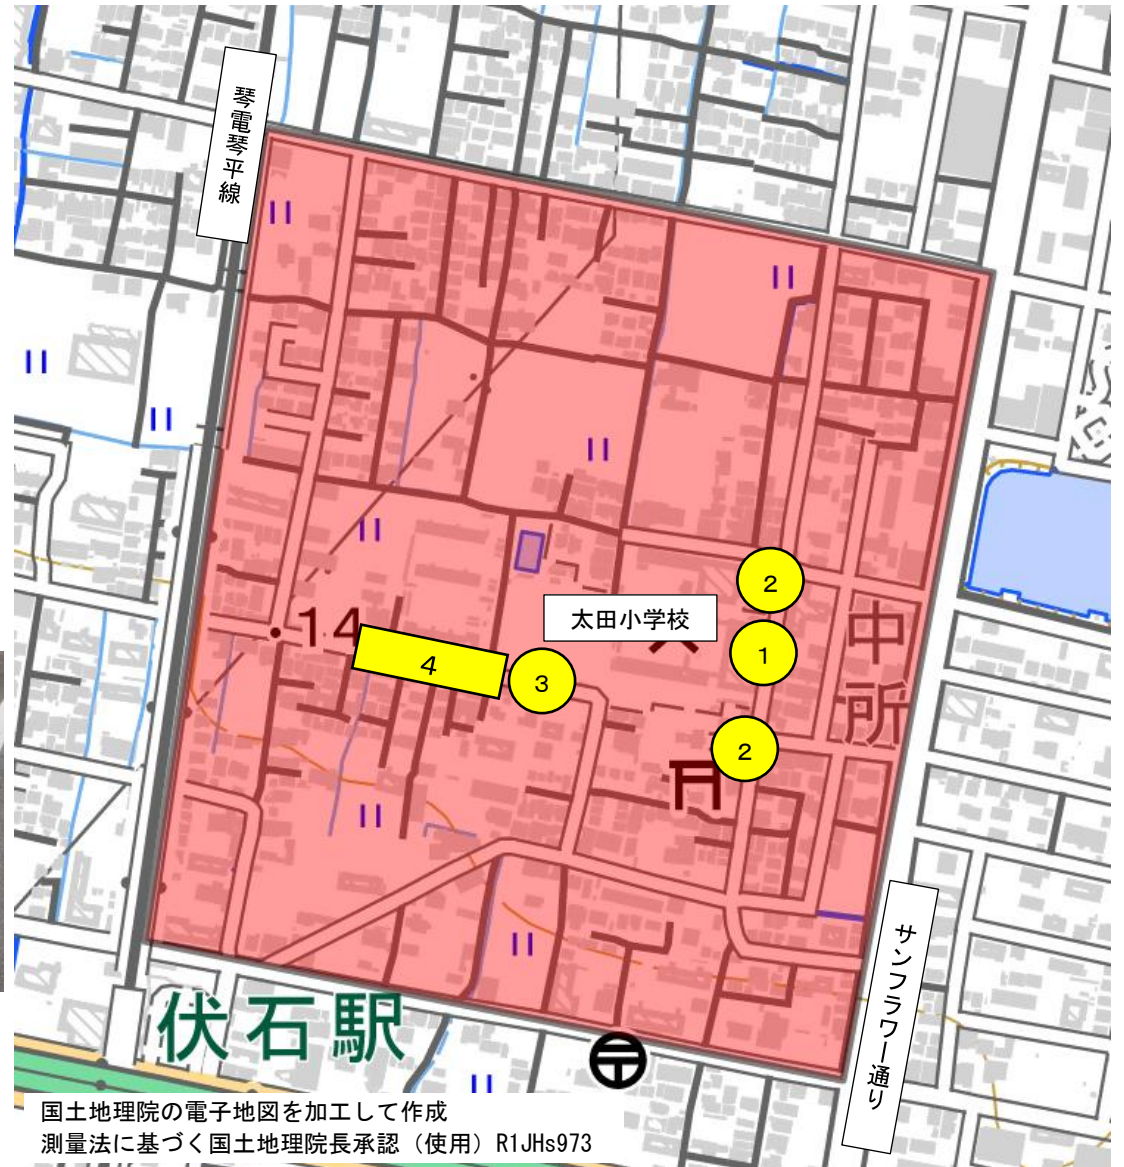 琴電琴平線
2
太田小学校
中所
1
14
4
3
2
サンフラワー通り
伏石駅
国土地理院の電子地図を加工して作成
測量法に基づく国土地理院長承認（使用）R1JHs973